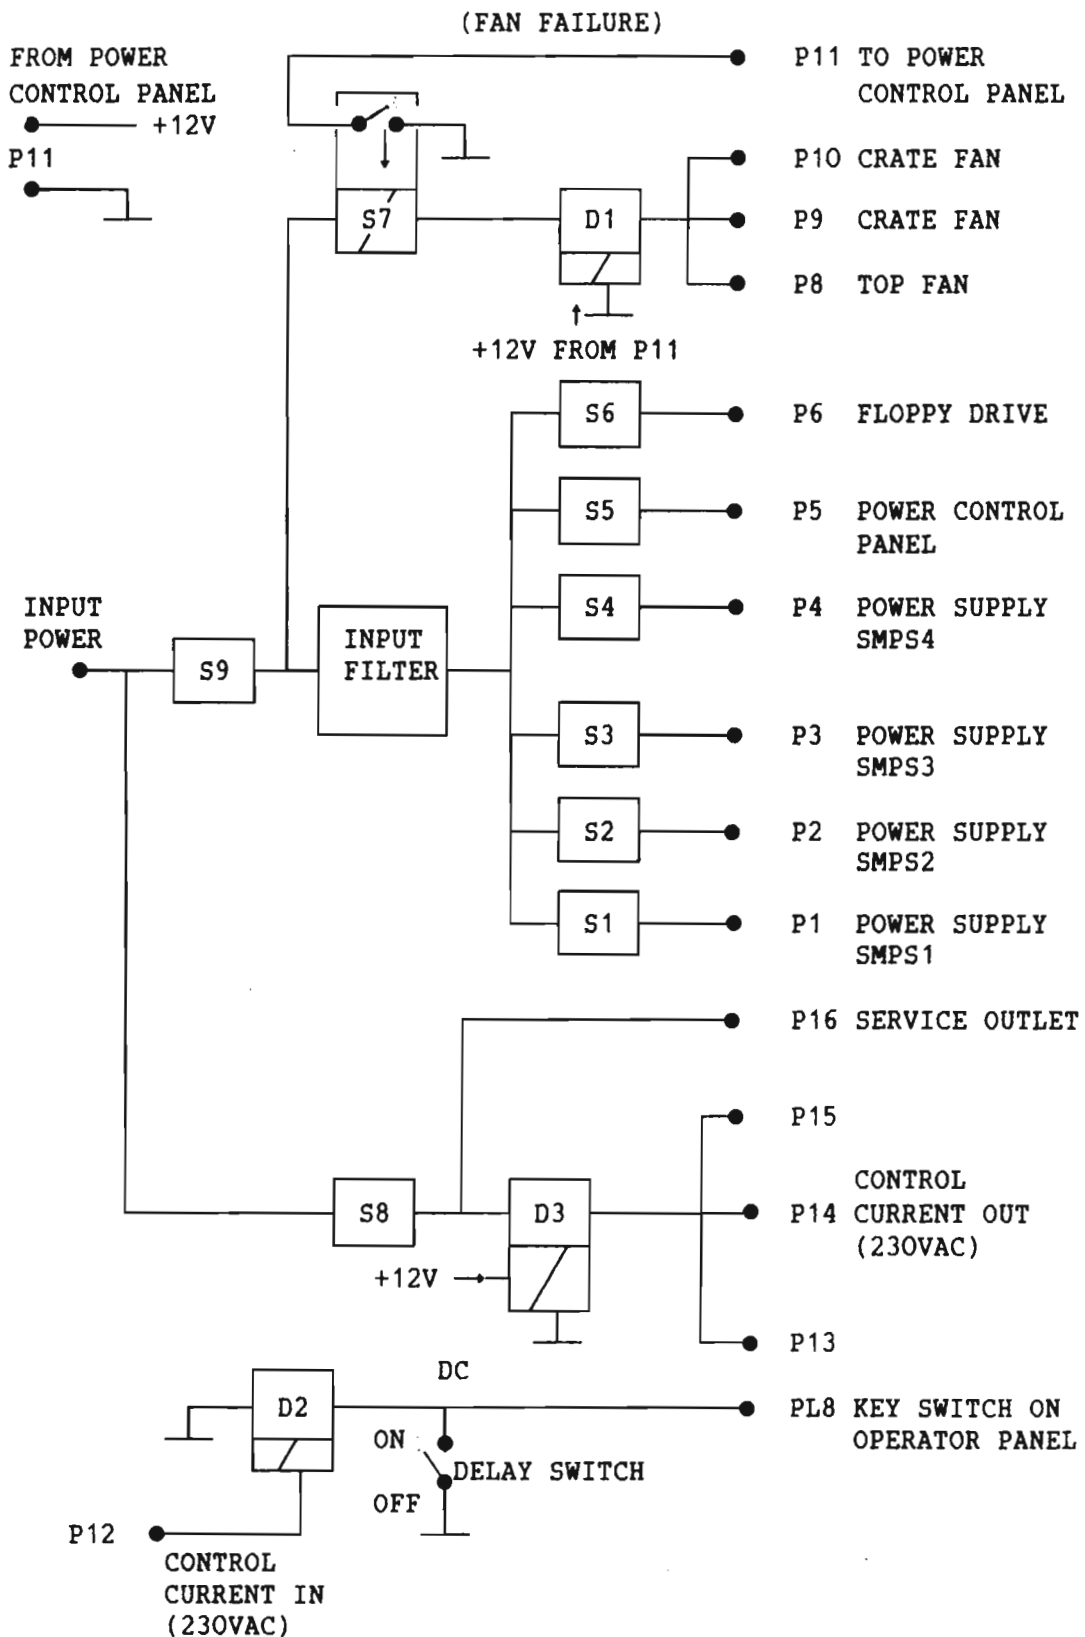 (FAN FAILURE)
FROM POWER
CONTROL PANEL
+12V
P11
P11 TO POWER
CONTROL PANEL
S7
D1
P10 CRATE FAN
P9 CRATE FAN
P8 TOP FAN
+12V FROM P11
S6
P6 FLOPPY DRIVE
S5
P5 POWER CONTROL
PANEL
S4
P4 POWER SUPPLY
SMPS4
INPUT
POWER
S9
INPUT
FILTER
S3
P3 POWER SUPPLY
SMPS3
S2
P2 POWER SUPPLY
SMPS2
S1
P1 POWER SUPPLY
SMPS1
P16 SERVICE OUTLET
P15
S8
D3
CONTROL
P14 CURRENT OUT
(230VAC)
+12V
P13
DC
D2
PL8 KEY SWITCH ON
OPERATOR PANEL
ON
DELAY SWITCH
OFF
P12
CONTROL
CURRENT IN
(230VAC)